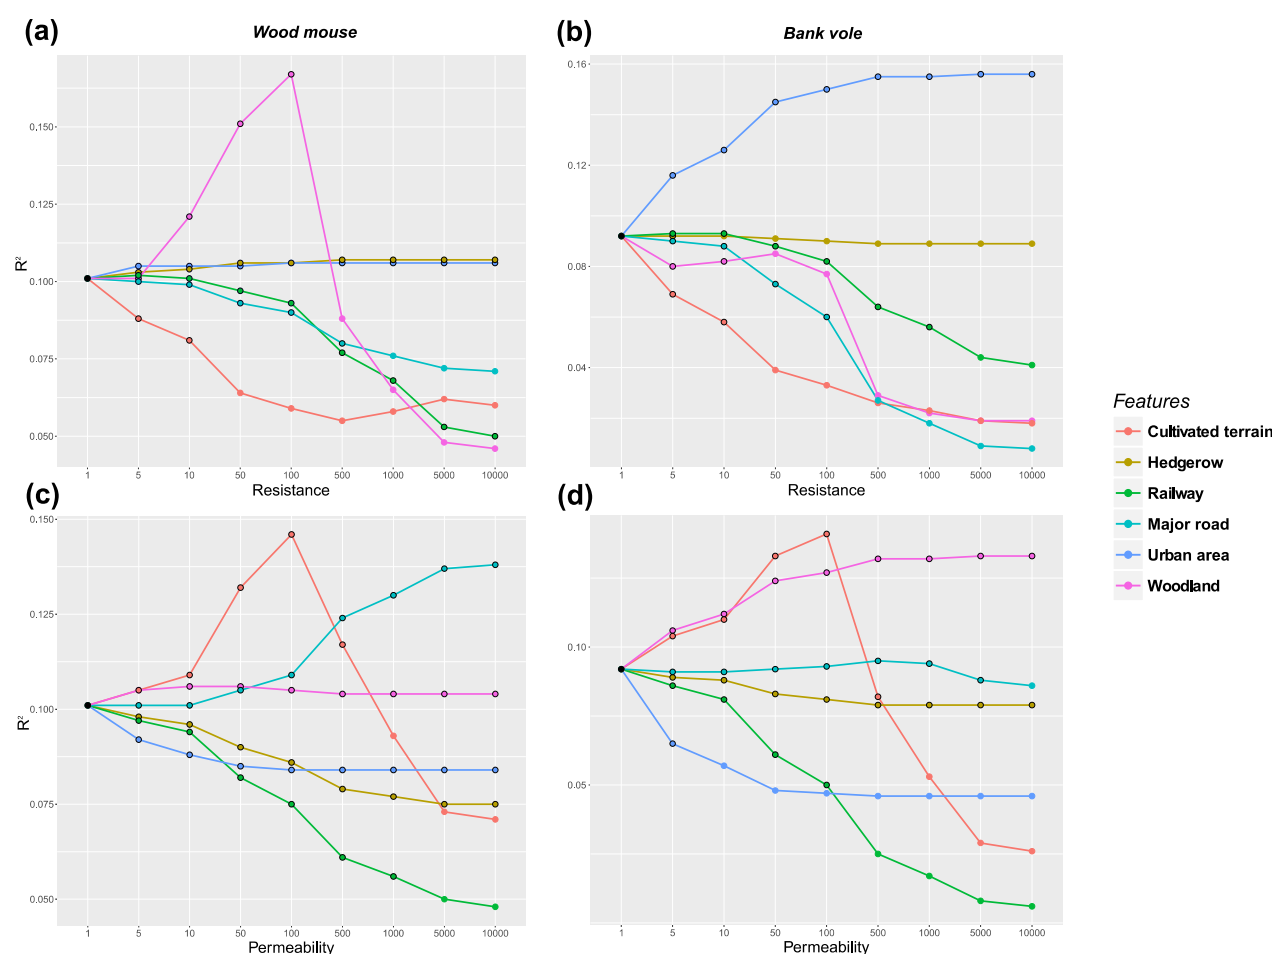 (a) Wood mouse
(b) Bank vole
0.150
0.125
0.100
0.075
0.050
R²
1 5 10 50 100 500 1000 5000 10000
Resistance
0.16
0.12
0.08
0.04
1 5 10 50 100 500 1000 5000 10000
Resistance
(c)
0.150
0.125
0.100
0.075
0.050
R²
1 5 10 50 100 500 1000 5000 10000
Permeability
(d)
0.10
0.05
1 5 10 50 100 500 1000 5000 10000
Permeability
Features
Cultivated terrain
Hedgerow
Railway
Major road
Urban area
Woodland